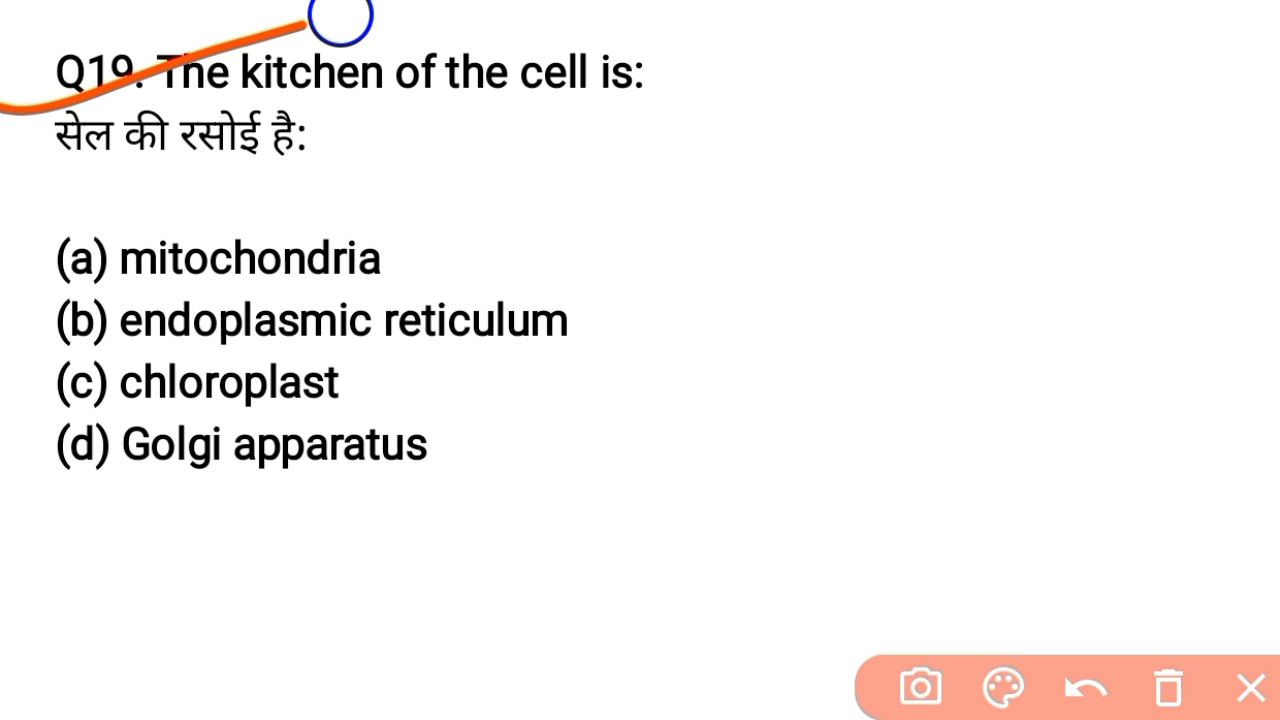 Q19. The kitchen of the cell is:
सेल की रसोई है:
(a) mitochondria
(b) endoplasmic reticulum
(c) chloroplast
(d) Golgi apparatus